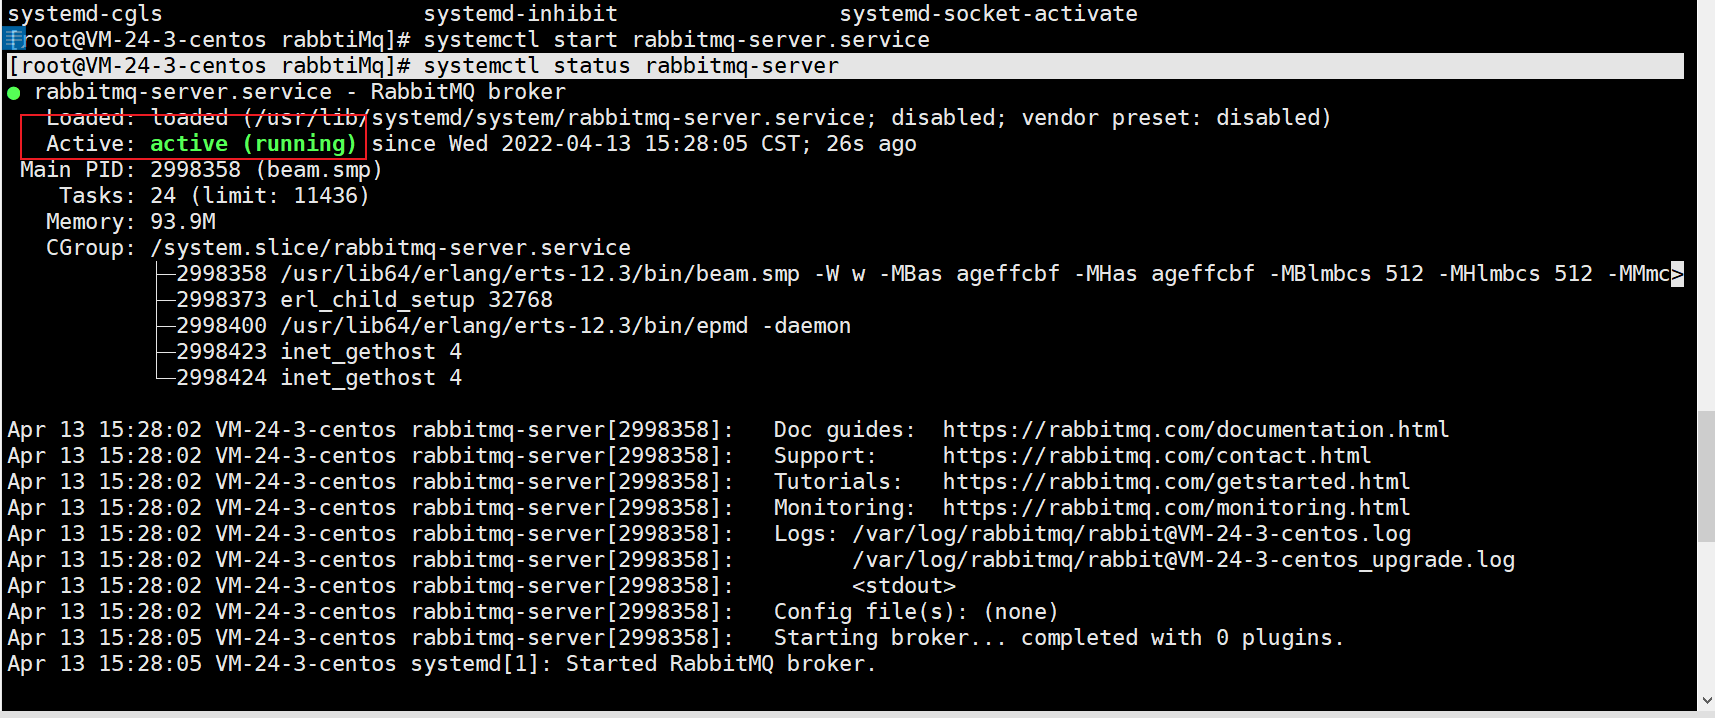 systemd-cgls systemd-inhibit systemd-socket-activate
[root@VM-24-3-centos rabbtiMq]# systemctl start rabbitmq-server.service
[root@VM-24-3-centos rabbtiMq]# systemctl status rabbitmq-server
● rabbitmq-server.service - RabbitMQ broker
Loaded: loaded (/usr/lib/systemd/system/rabbitmq-server.service; disabled; vendor preset: disabled)
Active: active (running) since Wed 2022-04-13 15:28:05 CST; 26s ago
Main PID: 2998358 (beam.smp)
Tasks: 24 (limit: 11436)
Memory: 93.9M
CGroup: /system.slice/rabbitmq-server.service
├─2998358 /usr/lib64/erlang/erts-12.3/bin/beam.smp -W w -MBas ageffcbf -MHas ageffcbf -MBlmbcs 512 -MHlmbcs 512 -MMmc>
├─2998373 erl_child_setup 32768
├─2998400 /usr/lib64/erlang/erts-12.3/bin/epmd -daemon
├─2998423 inet_gethost 4
└─2998424 inet_gethost 4
Apr 13 15:28:02 VM-24-3-centos rabbitmq-server[2998358]: Doc guides: https://rabbitmq.com/documentation.html
Apr 13 15:28:02 VM-24-3-centos rabbitmq-server[2998358]: Support: https://rabbitmq.com/contact.html
Apr 13 15:28:02 VM-24-3-centos rabbitmq-server[2998358]: Tutorials: https://rabbitmq.com/getstarted.html
Apr 13 15:28:02 VM-24-3-centos rabbitmq-server[2998358]: Monitoring: https://rabbitmq.com/monitoring.html
Apr 13 15:28:02 VM-24-3-centos rabbitmq-server[2998358]: Logs: /var/log/rabbitmq/rabbit@VM-24-3-centos.log
Apr 13 15:28:02 VM-24-3-centos rabbitmq-server[2998358]: /var/log/rabbitmq/rabbit@VM-24-3-centos_upgrade.log
Apr 13 15:28:02 VM-24-3-centos rabbitmq-server[2998358]: <stdout>
Apr 13 15:28:02 VM-24-3-centos rabbitmq-server[2998358]: Config file(s): (none)
Apr 13 15:28:05 VM-24-3-centos rabbitmq-server[2998358]: Starting broker... completed with 0 plugins.
Apr 13 15:28:05 VM-24-3-centos systemd[1]: Started RabbitMQ broker.